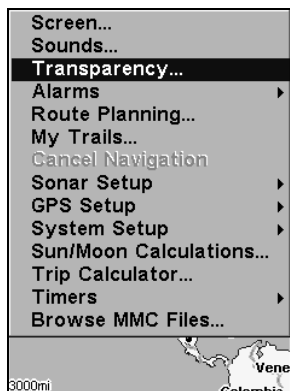 Screen...
Sounds...
Transparency...
Alarms
Route Planning...
My Trails...
Cancel Navigation
Sonar Setup
GPS Setup
System Setup
Sun/Moon Calculations...
Trip Calculator...
Timers
Browse MMC Files...
Vene
3000mi
Colombia